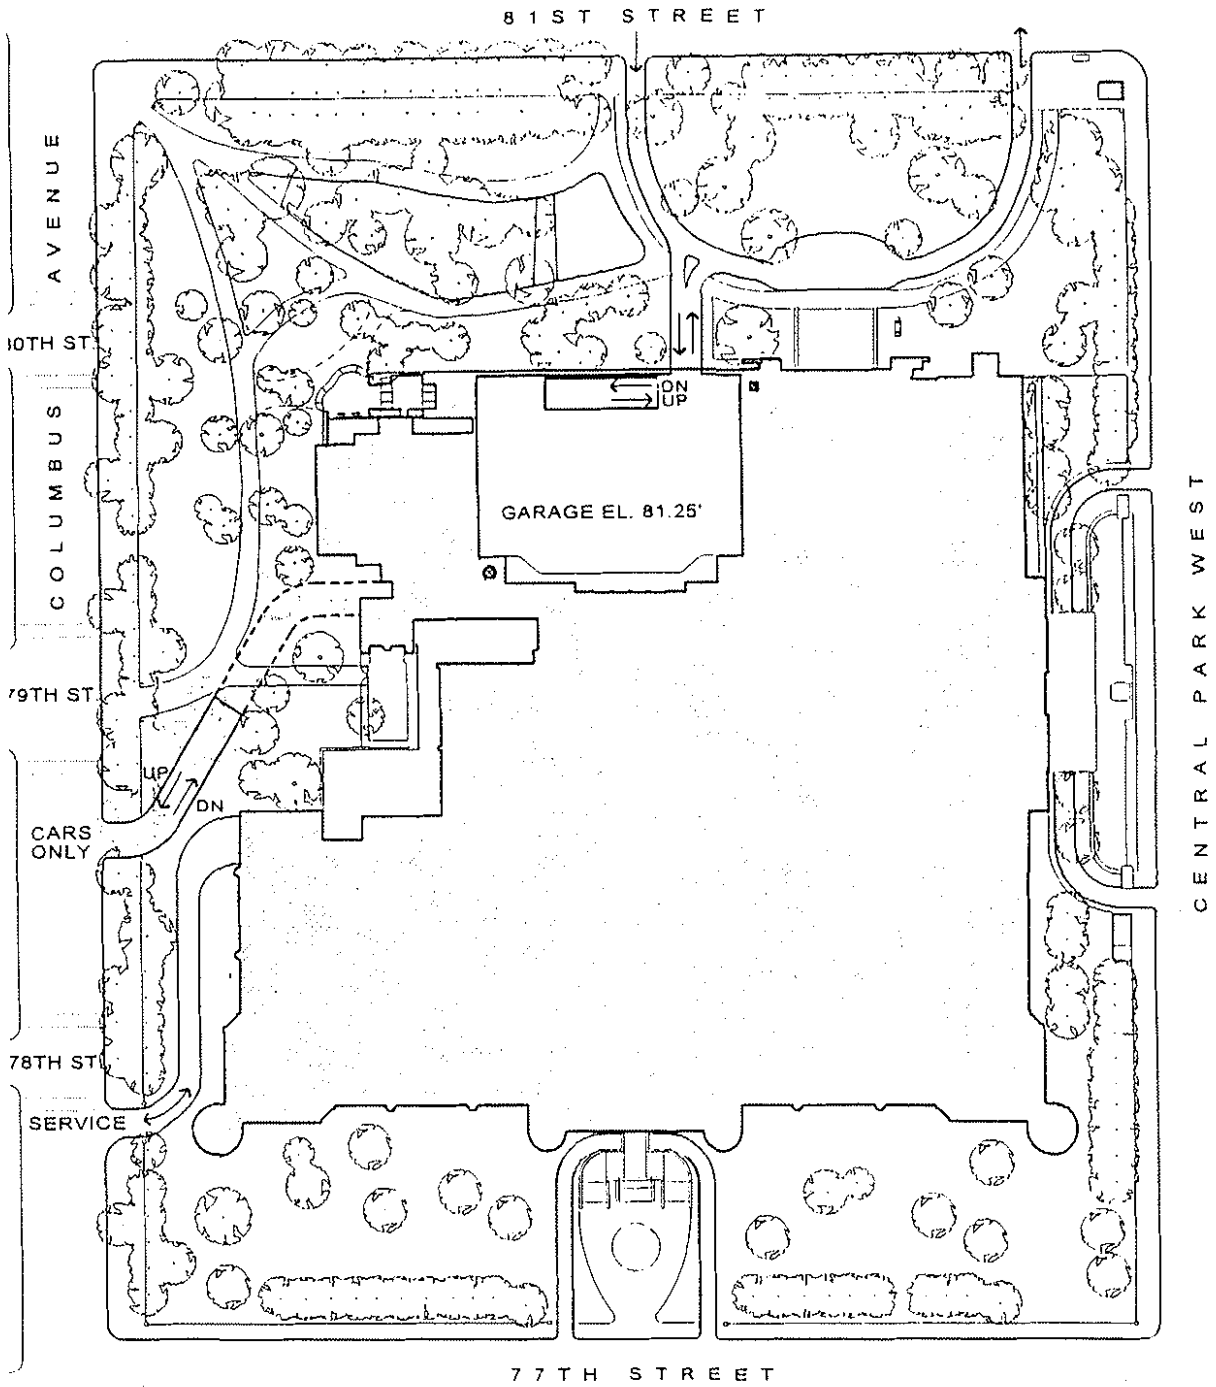 81ST STREET
AVENUE
80TH ST
COLUMBUS
DN
UP
GARAGE EL. 81.25'
CENTRAL PARK WEST
79TH ST.
UP
DN
CARS
ONLY
78TH ST
SERVICE
77TH STREET